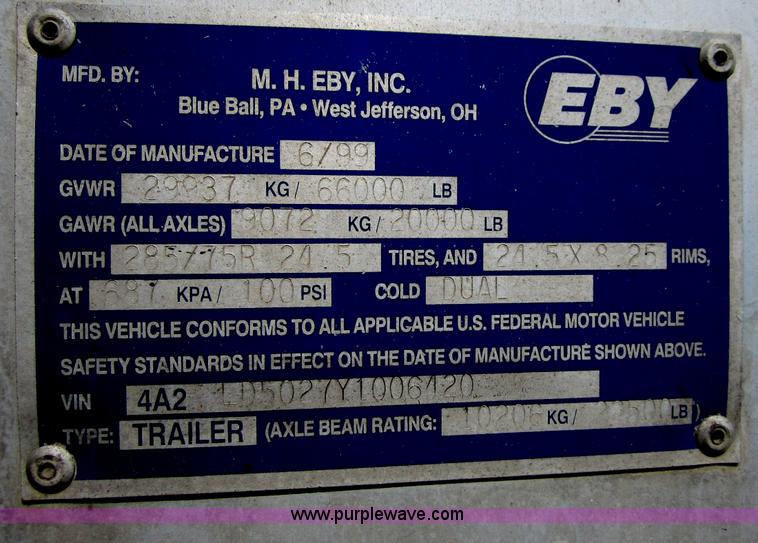 MFD. BY: M. H. EBY, INC.
Blue Ball, PA • West Jefferson, OH
EBY
DATE OF MANUFACTURE 6/99
GVWR 29937 KG/ 66000 LB
GAWR (ALL AXLES) 9072 KG/ 20000 LB
WITH 285/75R 24.5 TIRES, AND 24.5 X 8.25 RIMS,
AT 687 KPA/ 100 PSI COLD DUAL
THIS VEHICLE CONFORMS TO ALL APPLICABLE U.S. FEDERAL MOTOR VEHICLE
SAFETY STANDARDS IN EFFECT ON THE DATE OF MANUFACTURE SHOWN ABOVE.
VIN 4A2 LD5027Y1006420
TYPE: TRAILER (AXLE BEAM RATING: 10206 KG/ 22500 LB)
www.purplewave.com